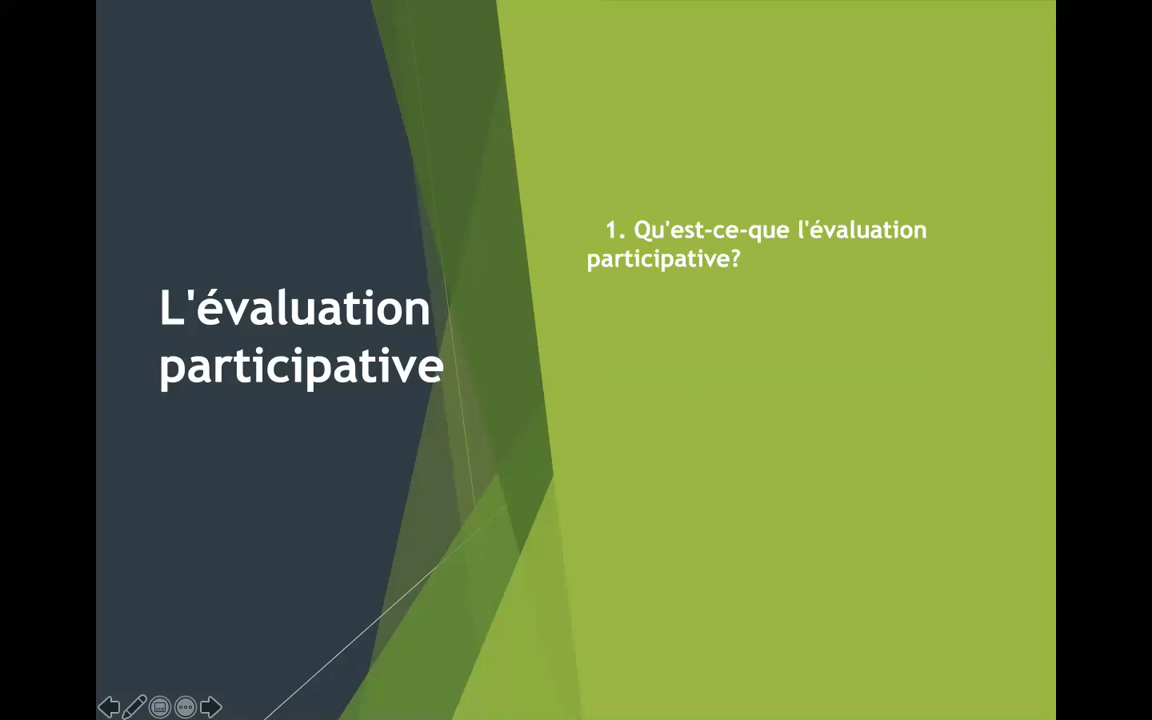 L'évaluation
participative
1. Qu'est-ce-que l'évaluation
participative?